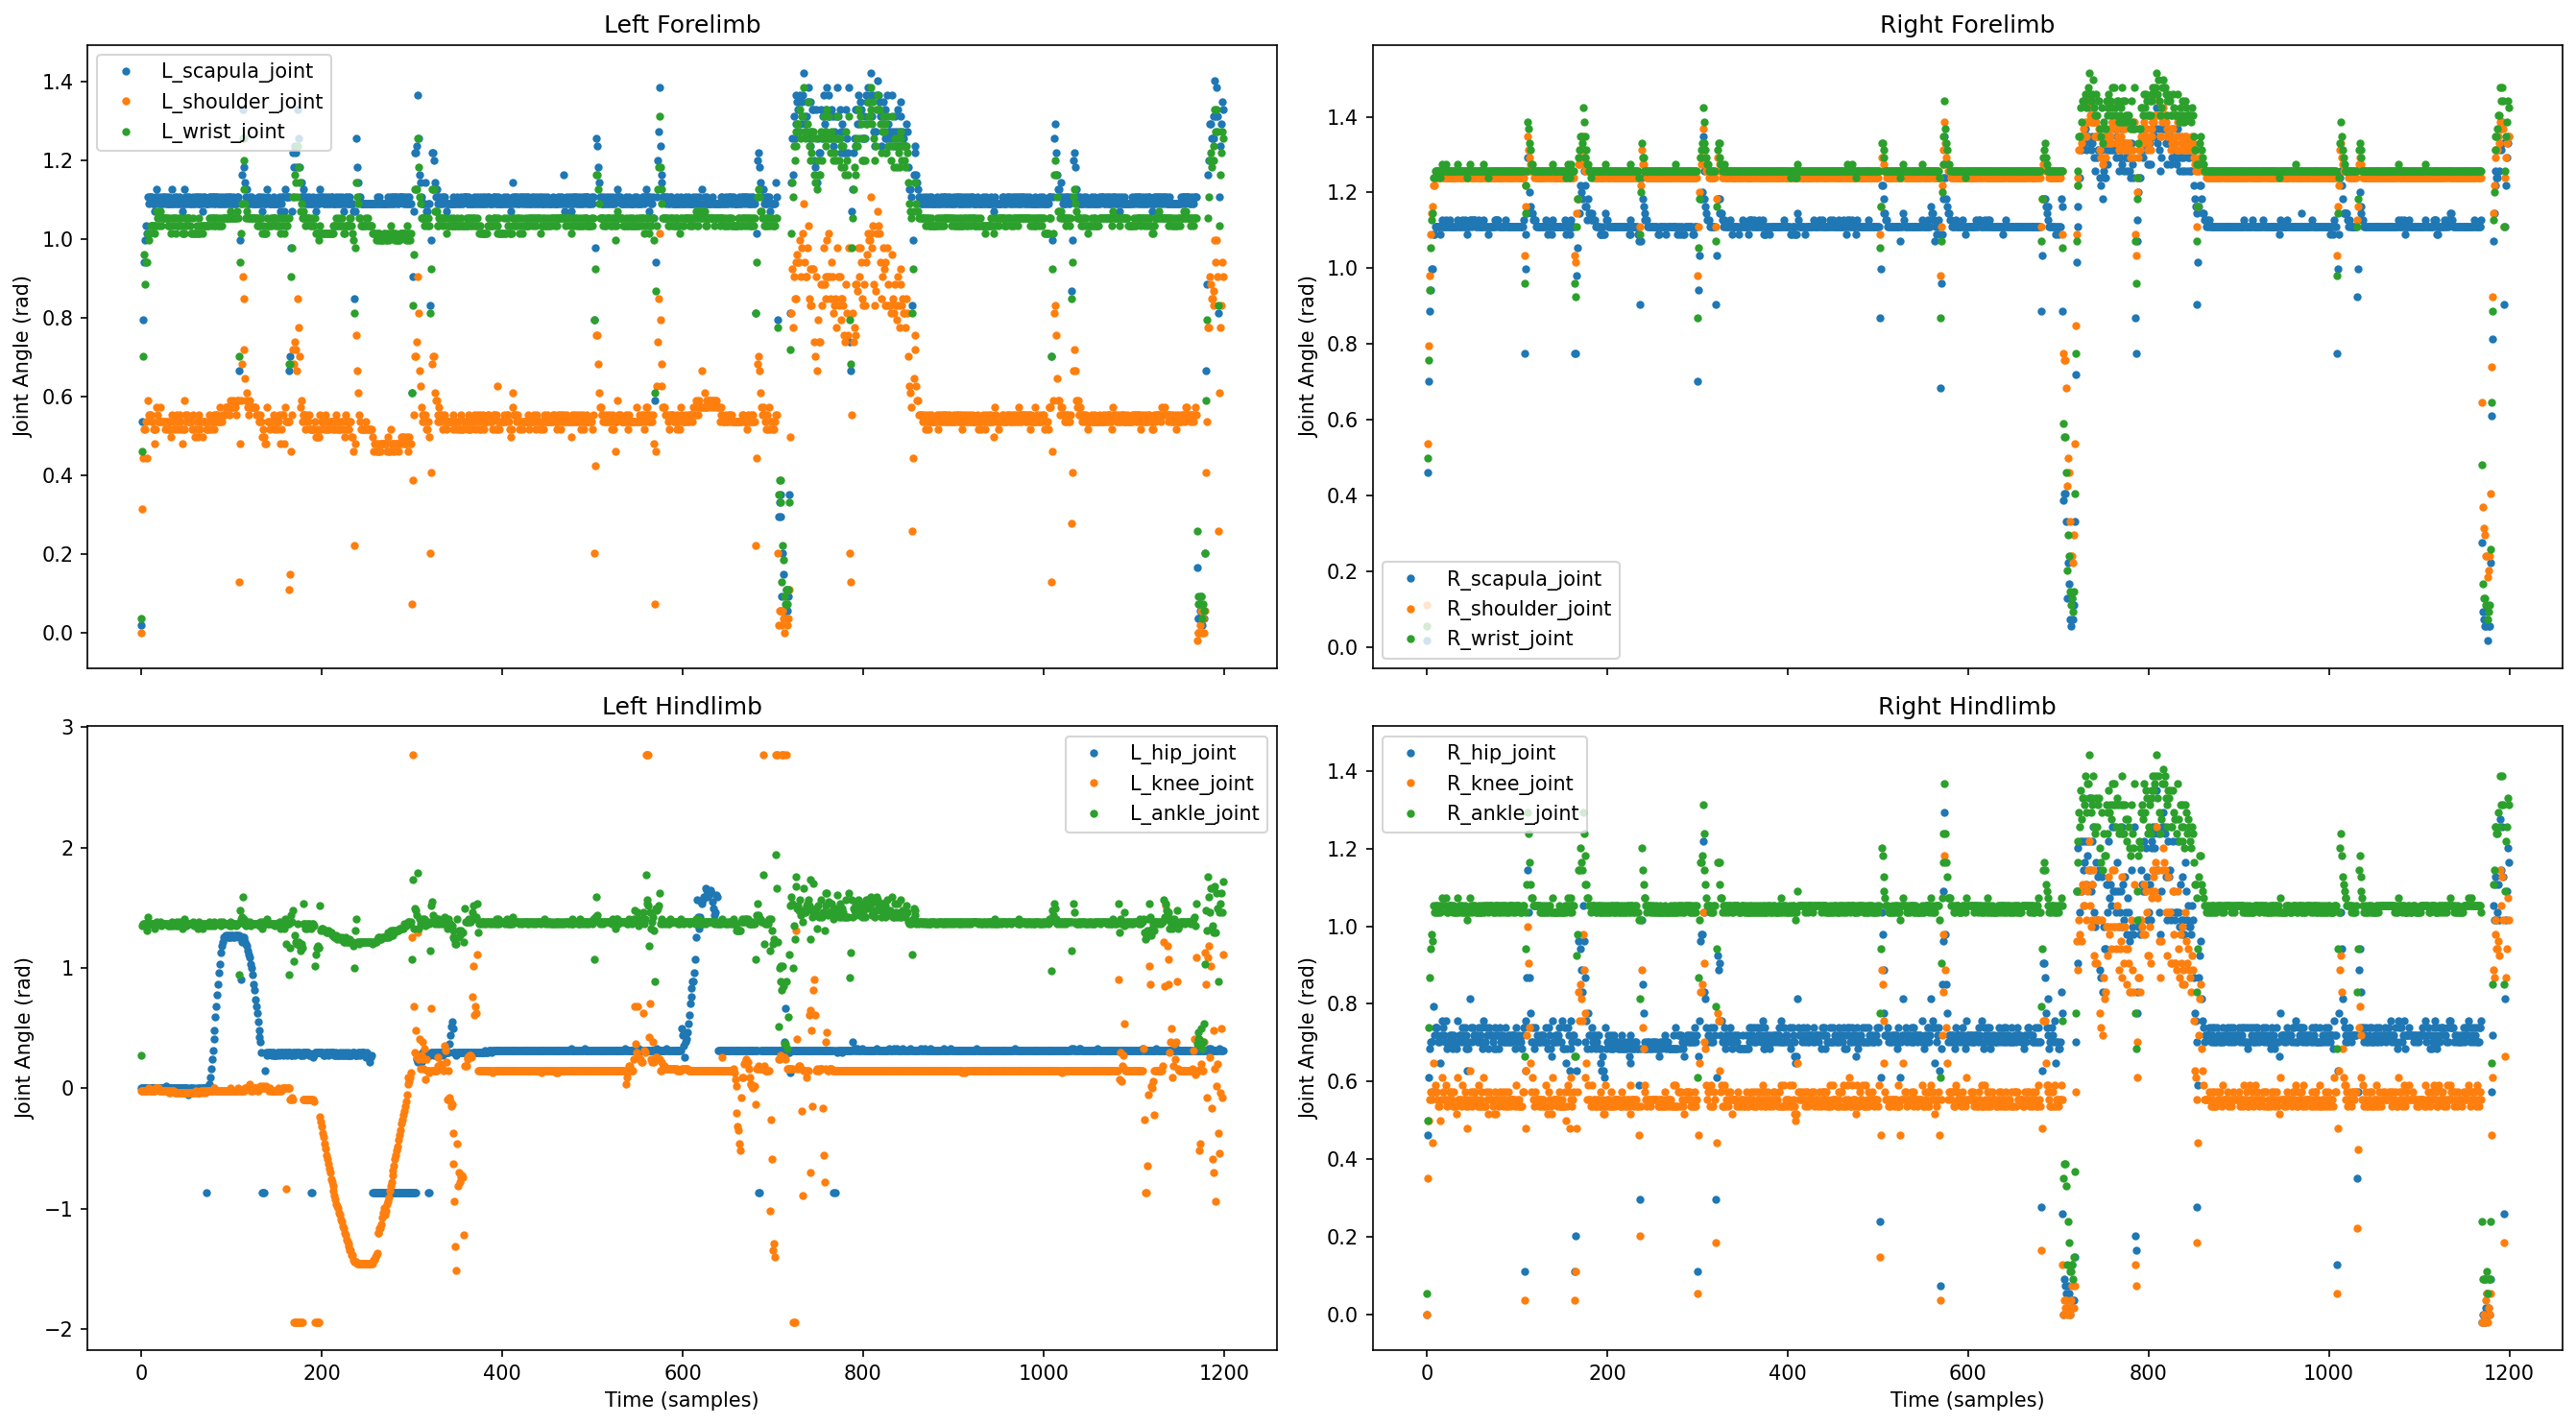 Left Forelimb
Joint Angle (rad)
1.4
1.2
1.0
0.8
0.6
0.4
0.2
0.0
L_scapula_joint
L_shoulder_joint
L_wrist_joint
Right Forelimb
Joint Angle (rad)
1.4
1.2
1.0
0.8
0.6
0.4
0.2
0.0
R_scapula_joint
R_shoulder_joint
R_wrist_joint
Left Hindlimb
Joint Angle (rad)
3
2
1
0
−1
−2
L_hip_joint
L_knee_joint
L_ankle_joint
0 200 400 600 800 1000 1200
Time (samples)
Right Hindlimb
Joint Angle (rad)
1.4
1.2
1.0
0.8
0.6
0.4
0.2
0.0
R_hip_joint
R_knee_joint
R_ankle_joint
0 200 400 600 800 1000 1200
Time (samples)